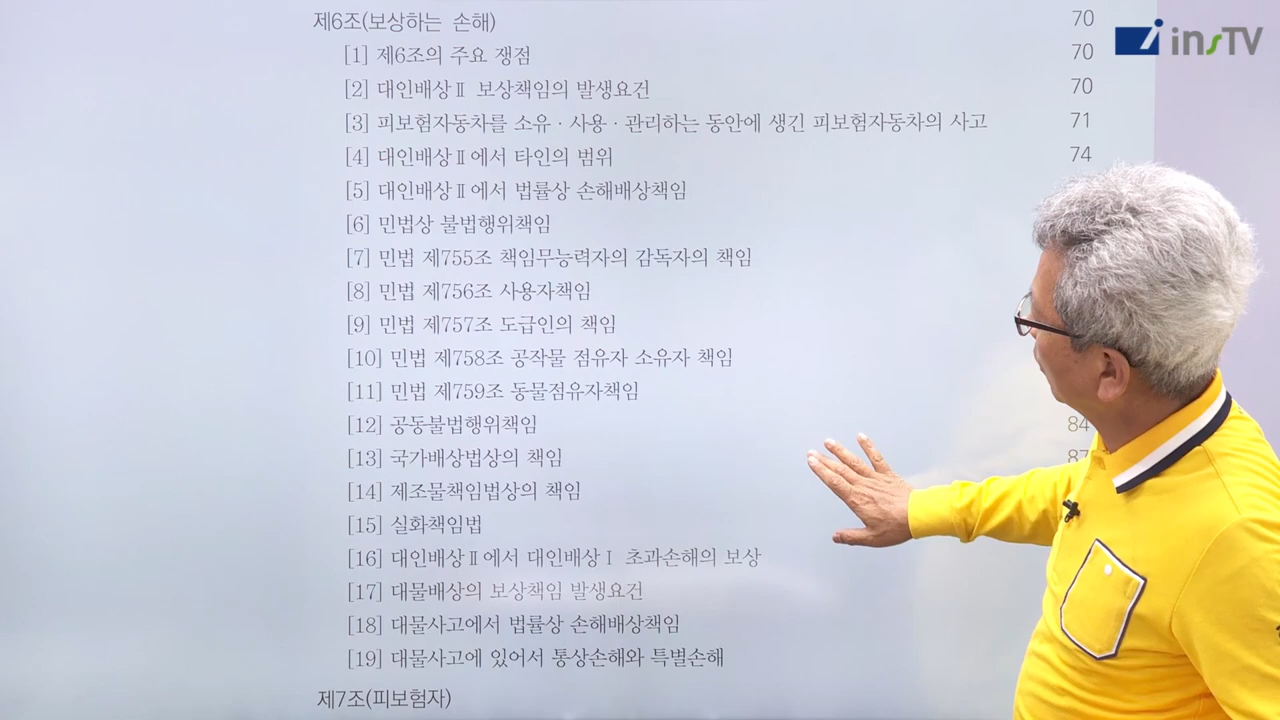 제6조(보상하는 손해) 70
insTV
[1] 제6조의 주요 쟁점 70
[2] 대인배상Ⅱ 보상책임의 발생요건 70
[3] 피보험자동차를 소유·사용·관리하는 동안에 생긴 피보험자동차의 사고 71
[4] 대인배상Ⅱ에서 타인의 범위 74
[5] 대인배상Ⅱ에서 법률상 손해배상책임
[6] 민법상 불법행위책임
[7] 민법 제755조 책임무능력자의 감독자의 책임
[8] 민법 제756조 사용자책임
[9] 민법 제757조 도급인의 책임
[10] 민법 제758조 공작물 점유자 소유자 책임
[11] 민법 제759조 동물점유자책임
[12] 공동불법행위책임 84
[13] 국가배상법상의 책임 87
[14] 제조물책임법상의 책임
[15] 실화책임법
[16] 대인배상Ⅱ에서 대인배상Ⅰ 초과손해의 보상
[17] 대물배상의 보상책임 발생요건
[18] 대물사고에서 법률상 손해배상책임
[19] 대물사고에 있어서 통상손해와 특별손해
제7조(피보험자)